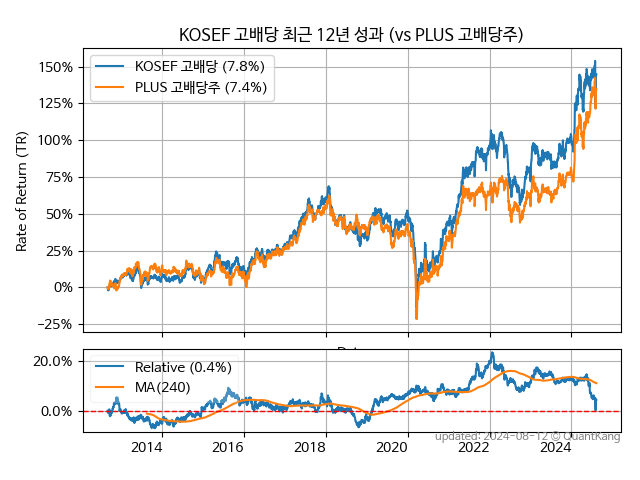 KOSEF 고배당 최근 12년 성과 (vs PLUS 고배당주)
KOSEF 고배당 (7.8%)
PLUS 고배당주 (7.4%)
Rate of Return (TR)
150%
125%
100%
75%
50%
25%
0%
−25%
Relative (0.4%)
MA(240)
20.0%
10.0%
0.0%
2014 2016 2018 2020 2022 2024
updated: 2024-08-12 © QuantKang